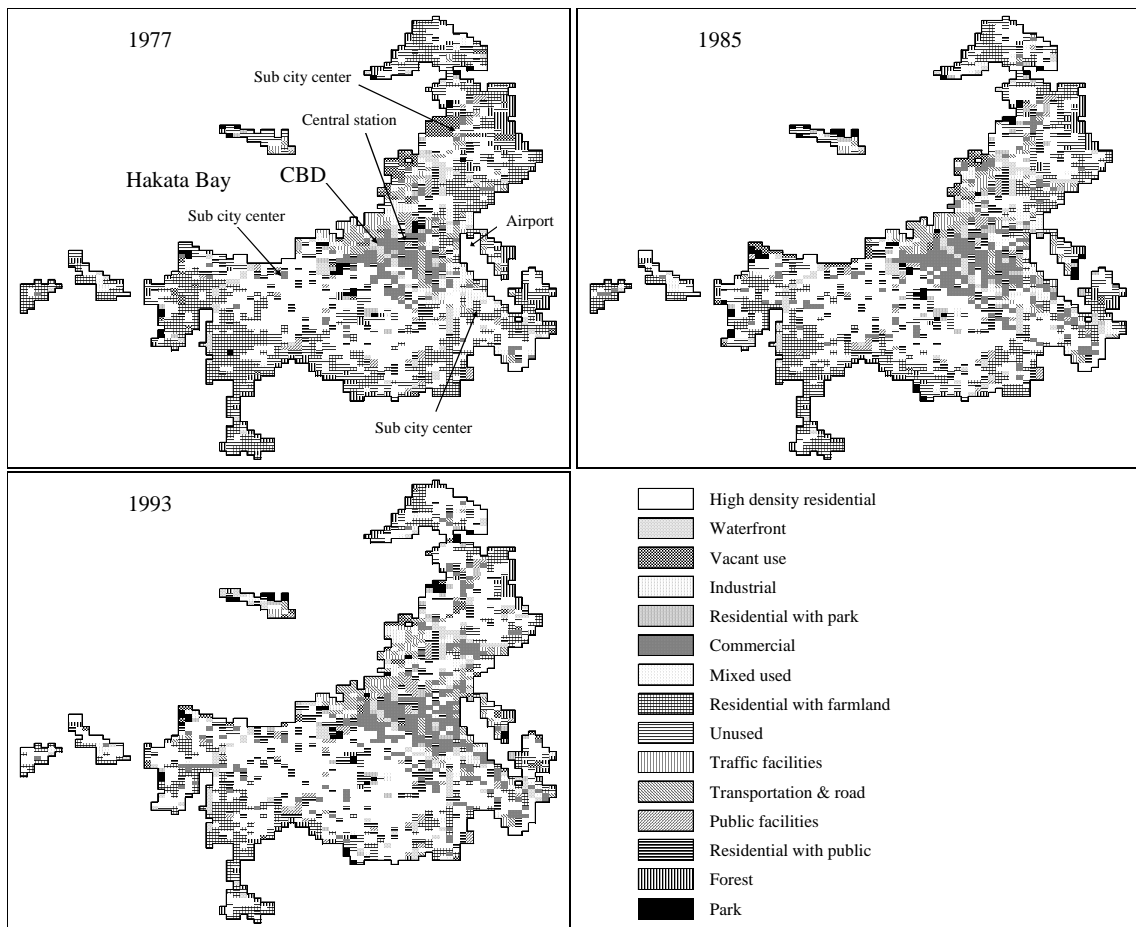 1977
Sub city center
Central station
Hakata Bay
CBD
Sub city center
Airport
Sub city center
1985
1993
High density residential
Waterfront
Vacant use
Industrial
Residential with park
Commercial
Mixed used
Residential with farmland
Unused
Traffic facilities
Transportation & road
Public facilities
Residential with public
Forest
Park